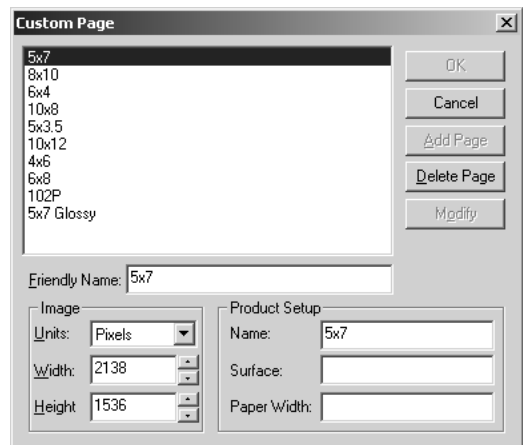 Custom Page
5x7
8x10
6x4
10x8
5x3.5
10x12
4x6
6x8
102P
5x7 Glossy
OK
Cancel
Add Page
Delete Page
Modify
Friendly Name: 5x7
Image
Units: Pixels
Width: 2138
Height 1536
Product Setup
Name: 5x7
Surface:
Paper Width: